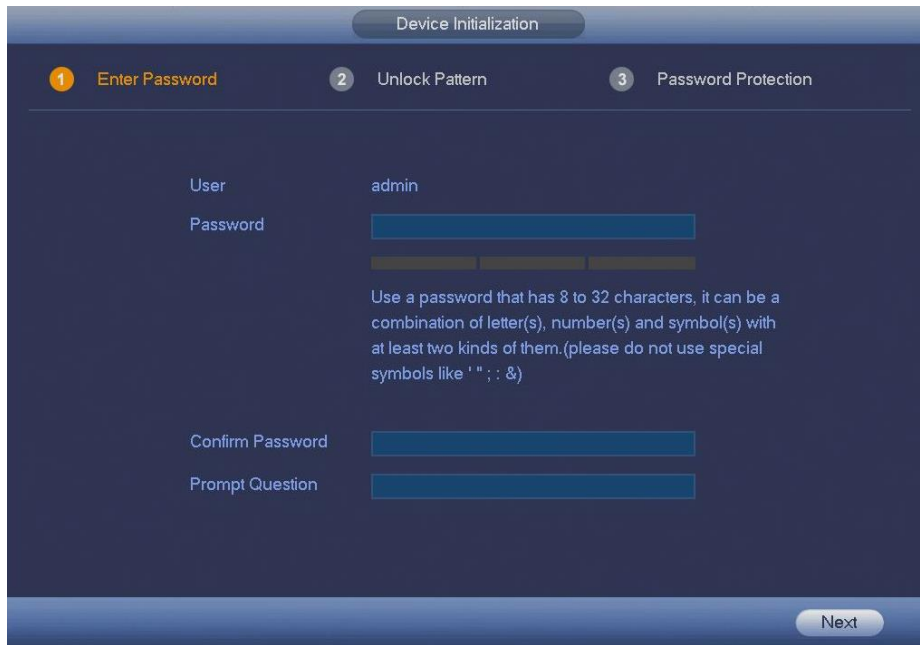 Device Initialization
1 Enter Password 2 Unlock Pattern 3 Password Protection
User admin
Password
Use a password that has 8 to 32 characters, it can be a
combination of letter(s), number(s) and symbol(s) with
at least two kinds of them.(please do not use special
symbols like ' " ; : &)
Confirm Password
Prompt Question
Next